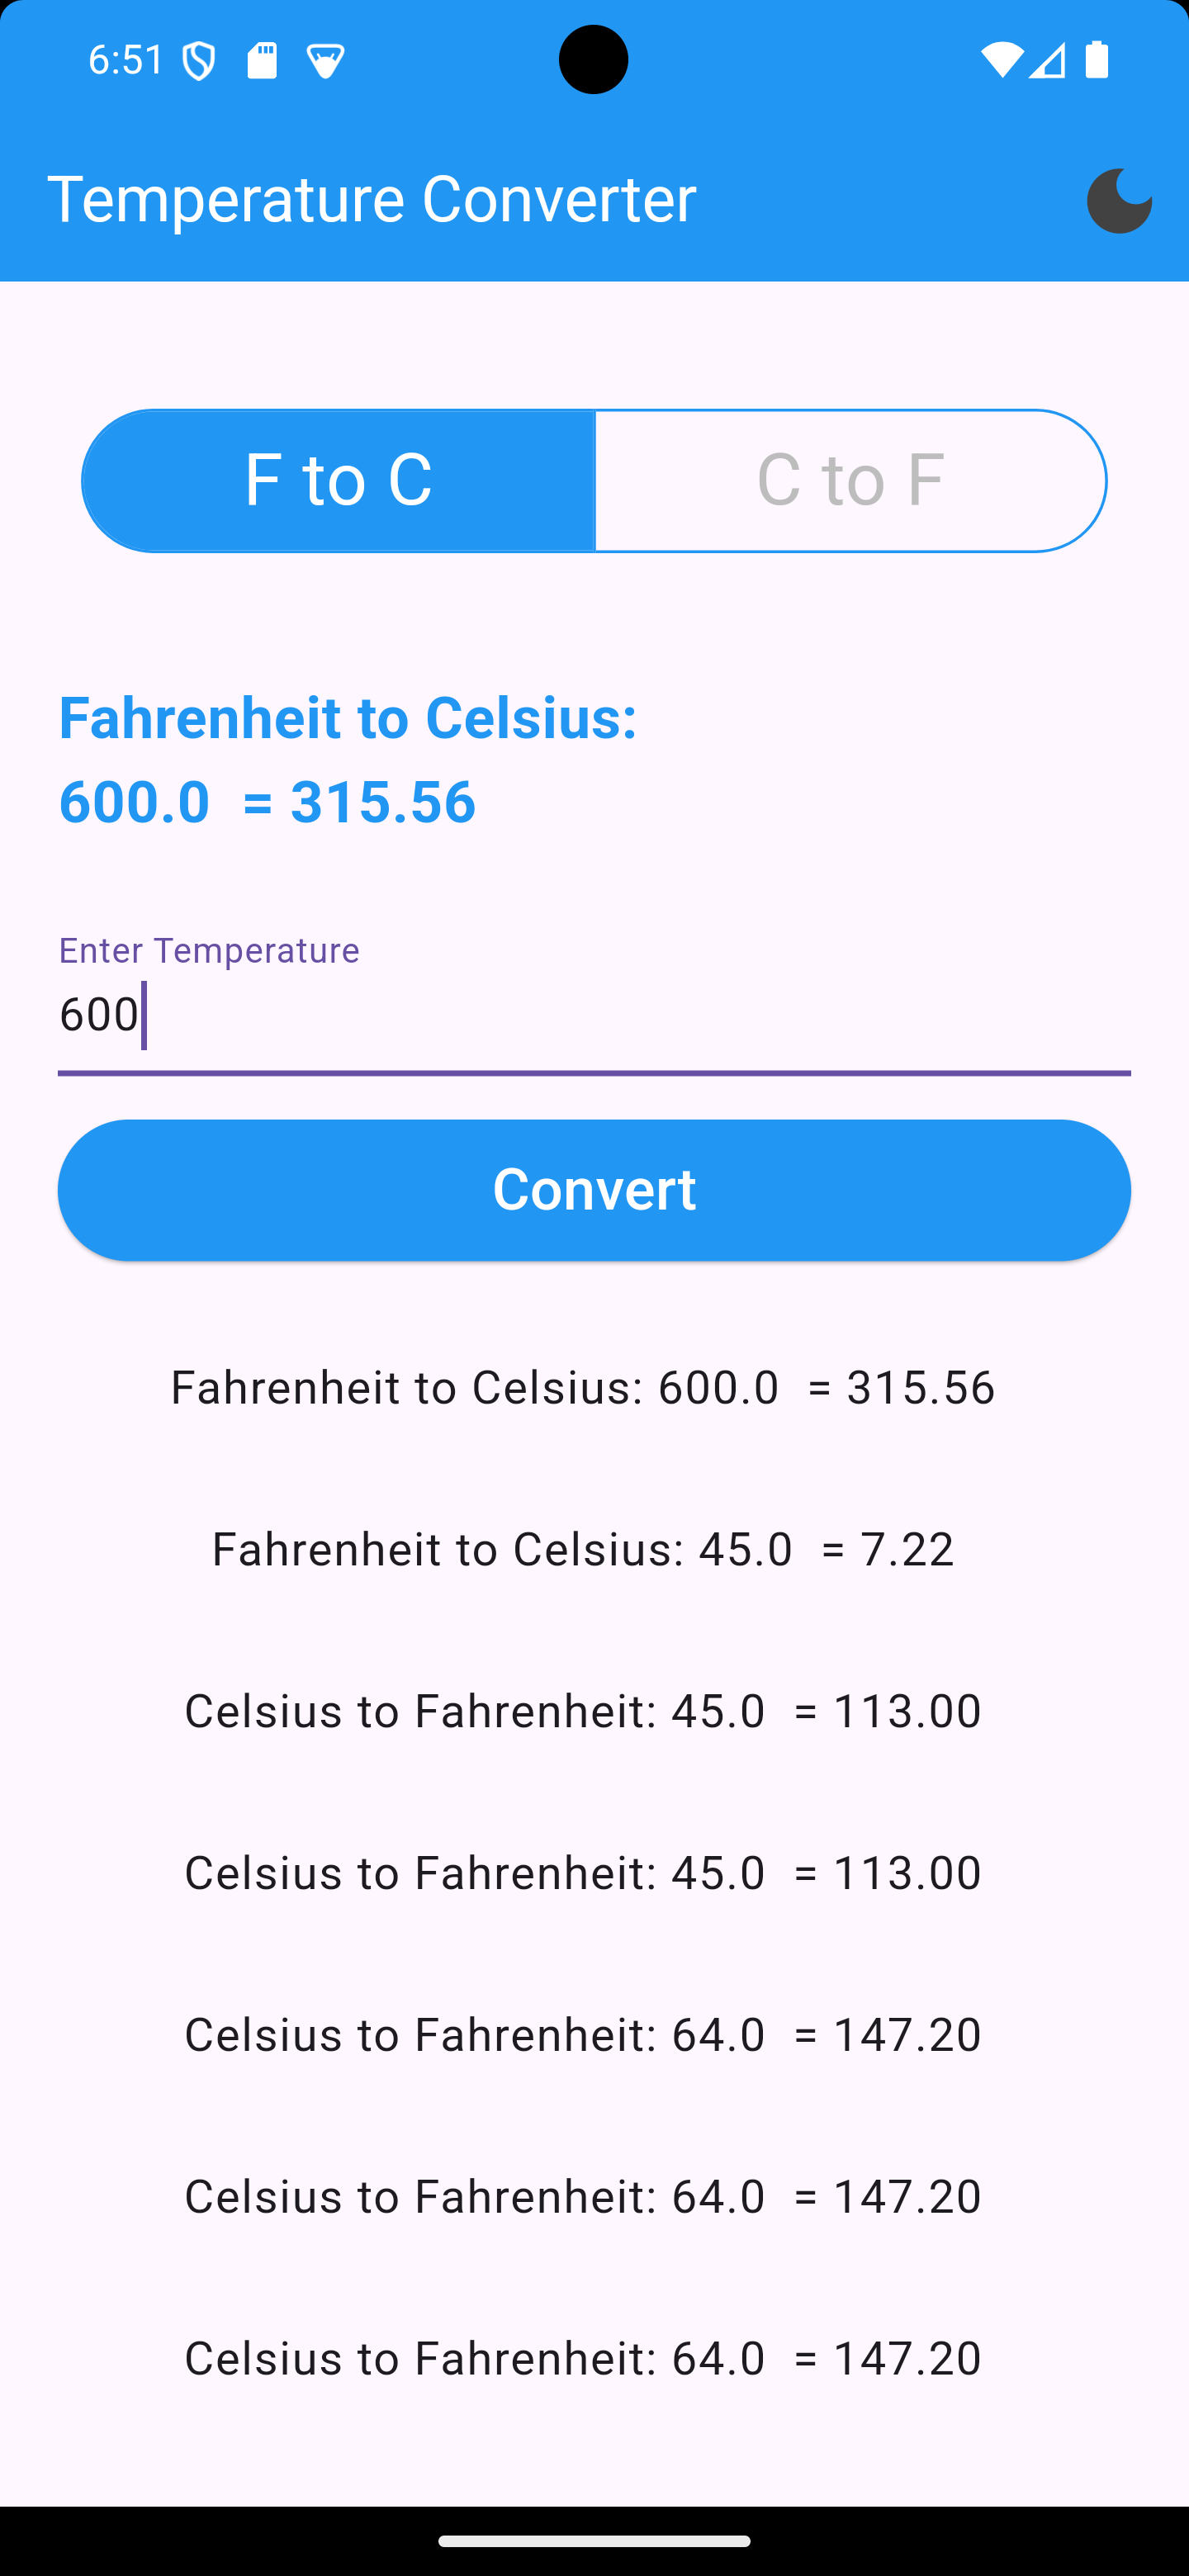 6:51
Temperature Converter
F to C
C to F
Fahrenheit to Celsius:
600.0  = 315.56
Enter Temperature
600
Convert
Fahrenheit to Celsius: 600.0  = 315.56
Fahrenheit to Celsius: 45.0  = 7.22
Celsius to Fahrenheit: 45.0  = 113.00
Celsius to Fahrenheit: 45.0  = 113.00
Celsius to Fahrenheit: 64.0  = 147.20
Celsius to Fahrenheit: 64.0  = 147.20
Celsius to Fahrenheit: 64.0  = 147.20